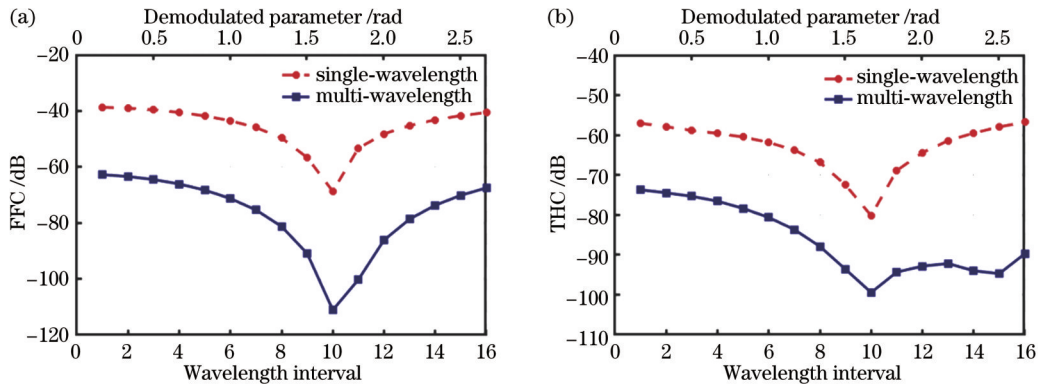 (a)
Demodulated parameter /rad
0 0.5 1.0 1.5 2.0 2.5
−20
−40
−60
−80
−100
−120
FFC /dB
single-wavelength
multi-wavelength
0 2 4 6 8 10 12 14 16
Wavelength interval
(b)
Demodulated parameter /rad
0 0.5 1.0 1.5 2.0 2.5
−40
−50
−60
−70
−80
−90
−100
−110
THC /dB
single-wavelength
multi-wavelength
0 2 4 6 8 10 12 14 16
Wavelength interval